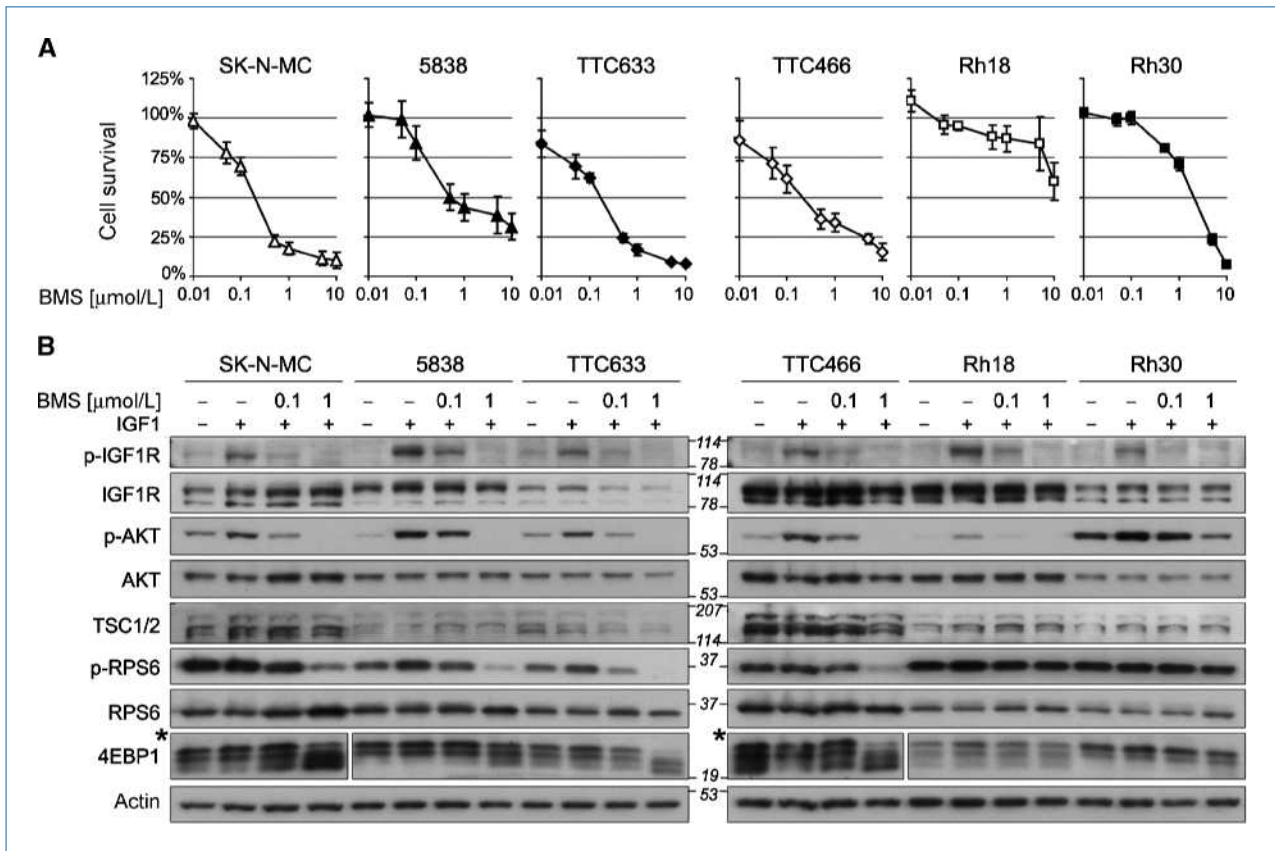 A
SK-N-MC 5838 TTC633 TTC466 Rh18 Rh30
125%
100%
75%
50%
25%
0%
Cell survival
BMS [μmol/L] 0.01 0.1 1 10 0.01 0.1 1 10 0.01 0.1 1 10 0.01 0.1 1 10 0.01 0.1 1 10 0.01 0.1 1 10
B
SK-N-MC 5838 TTC633 TTC466 Rh18 Rh30
BMS [μmol/L] – – 0.1 1 – – 0.1 1 – – 0.1 1 – – 0.1 1 – – 0.1 1 – – 0.1 1
IGF1 – + + + – + + + – + + + – + + + – + + + – + + +
p-IGF1R 114 78
IGF1R 114 78
p-AKT 53
AKT 53
TSC1/2 207 114
p-RPS6 37
RPS6 37
* *
4EBP1 19
Actin 53